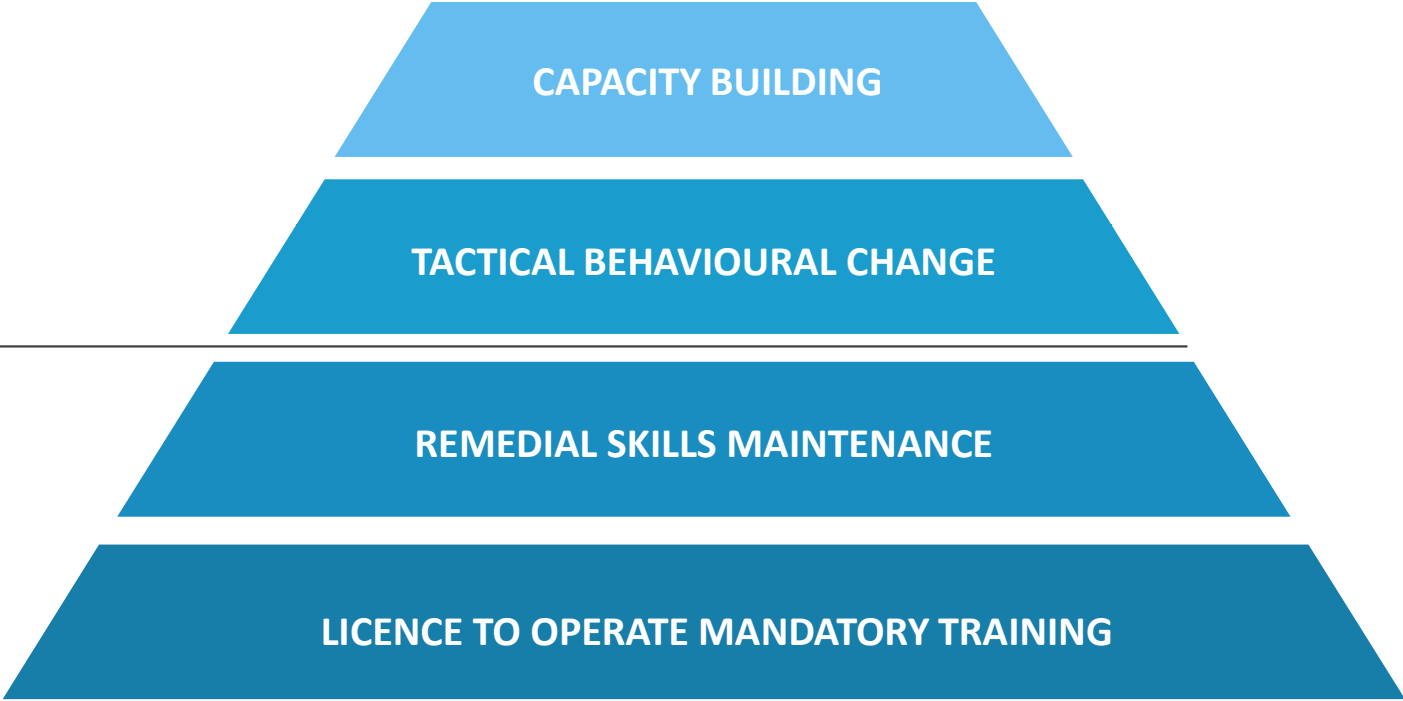 CAPACITY BUILDING
TACTICAL BEHAVIOURAL CHANGE
REMEDIAL SKILLS MAINTENANCE
LICENCE TO OPERATE MANDATORY TRAINING